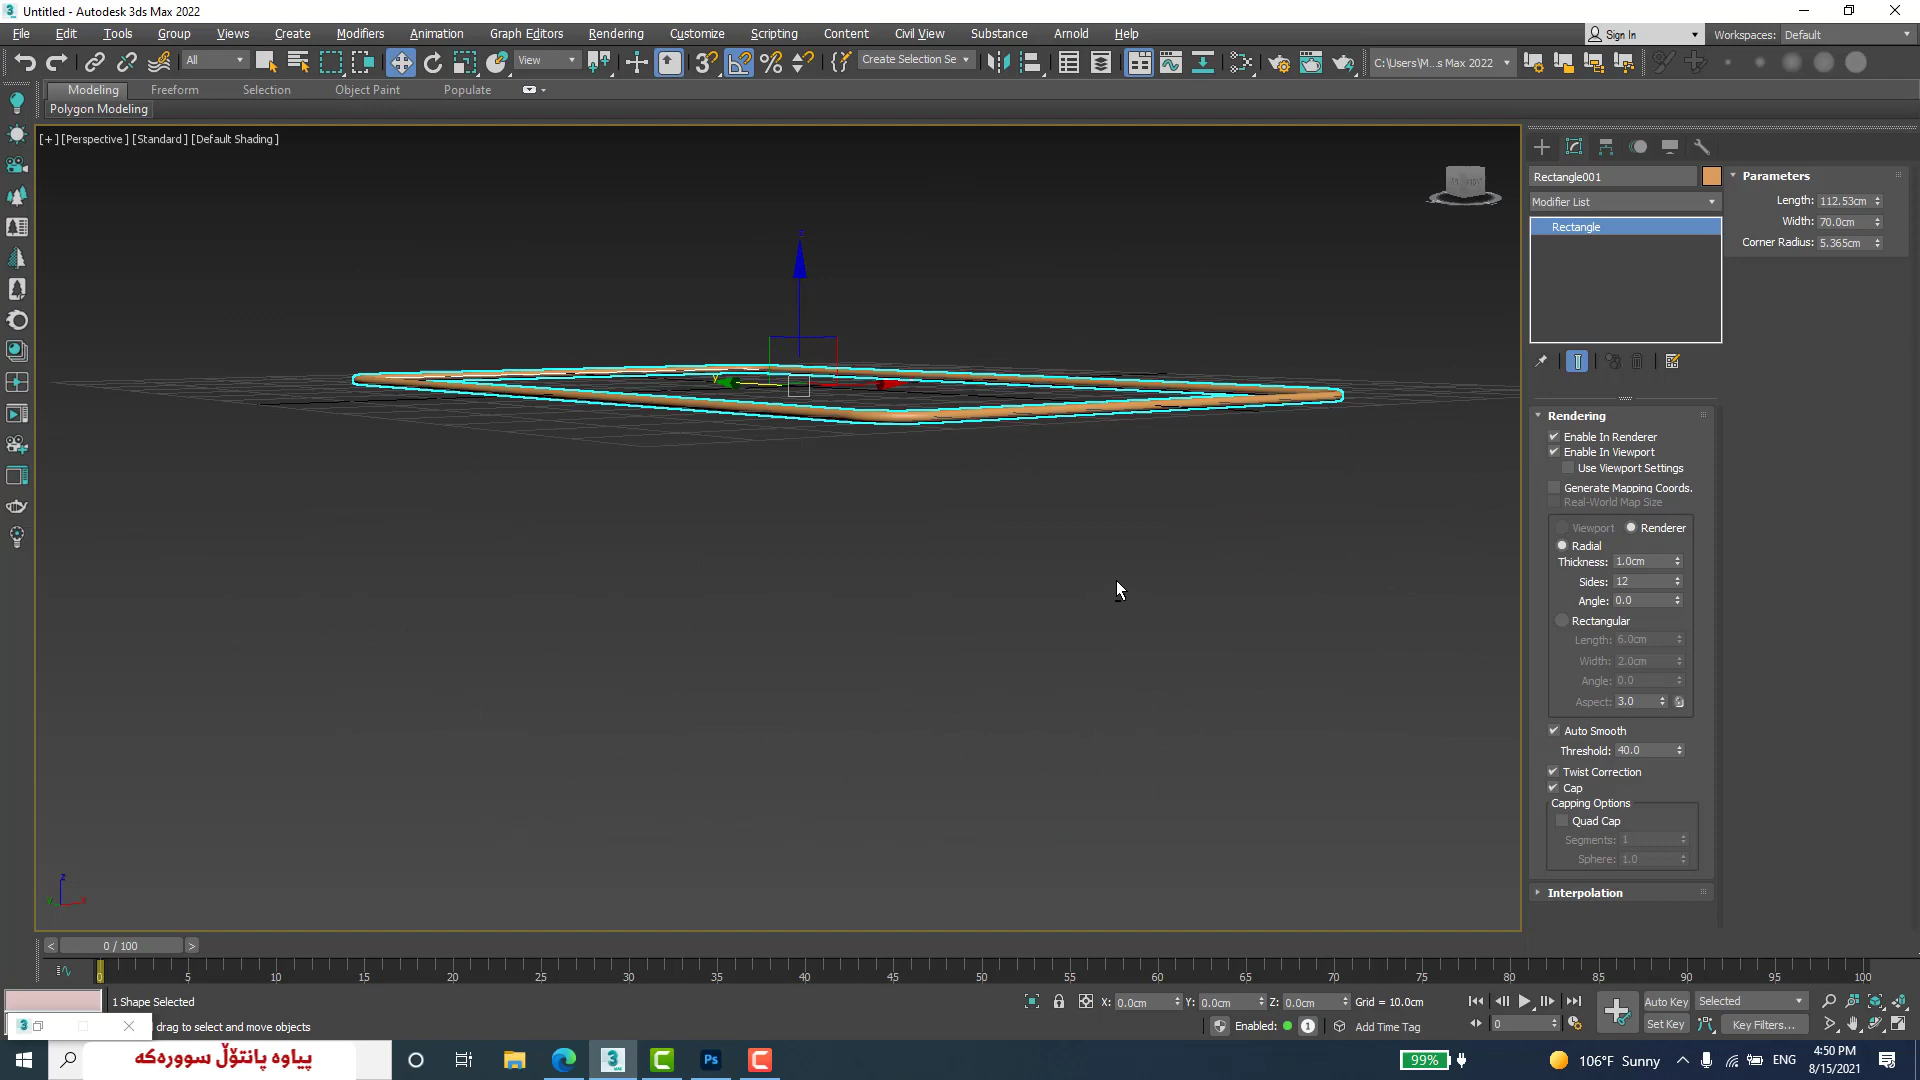 Untitled - Autodesk 3ds Max 2022
File Edit Tools Group Views Create Modifiers Animation Graph Editors Rendering Customize Scripting Content Civil View Substance Arnold Help
Sign In Workspaces: Default
All View Create Selection Se C:\Users\M...s Max 2022
Modeling Freeform Selection Object Paint Populate
Polygon Modeling
[+] [Perspective] [Standard] [Default Shading]
Rectangle001
Modifier List
Rectangle
Parameters
Length: 112.53cm
Width: 70.0cm
Corner Radius: 5.365cm
z
y
Rendering
Enable In Renderer
Enable In Viewport
Use Viewport Settings
Generate Mapping Coords.
Real-World Map Size
Viewport Renderer
Radial
Thickness: 1.0cm
Sides: 12
Angle: 0.0
Rectangular
Length: 6.0cm
Width: 2.0cm
Angle: 0.0
Aspect: 3.0
Auto Smooth
Threshold: 40.0
Twist Correction
Cap
Capping Options
Quad Cap
Segments: 1
Sphere: 1.0
Interpolation
z
y x
< 0 / 100 >
0 5 10 15 20 25 30 35 40 45 50 55 60 65 70 75 80 85 90 95 100
1 Shape Selected
X: 0.0cm Y: 0.0cm Z: 0.0cm Grid = 10.0cm
Auto Key Selected
drag to select and move objects
Enabled: 1 Add Time Tag
0 Set Key Key Filters...
پیاوە پانتۆڵ سوورەکە
99% 106°F Sunny ENG
4:50 PM
8/15/2021